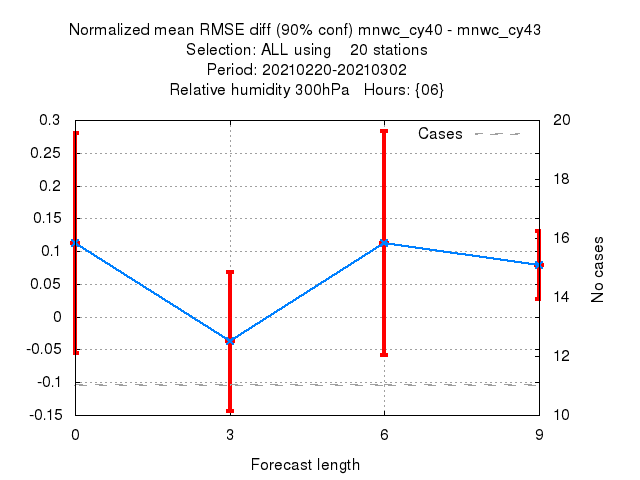 Normalized mean RMSE diff (90% conf) mnwc_cy40 - mnwc_cy43
Selection: ALL using    20 stations
Period: 20210220-20210302
Relative humidity 300hPa   Hours: {06}
0.3
0.25
0.2
0.15
0.1
0.05
0
-0.05
-0.1
-0.15
Cases
20
18
16
14
12
10
No cases
0
3
6
9
Forecast length